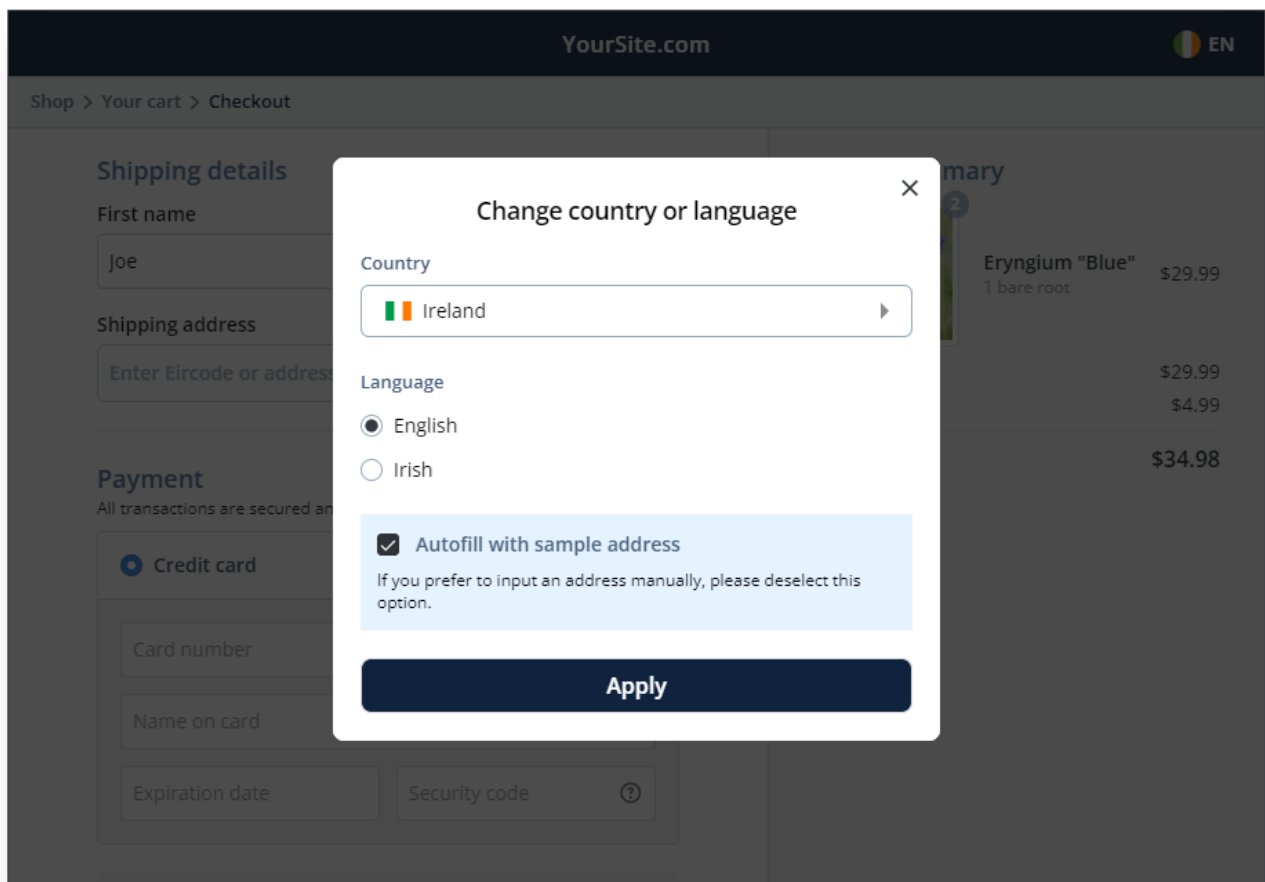 YourSite.com
EN
Shop > Your cart > Checkout
Shipping details
First name
Joe
Shipping address
Enter Eircode or address
Payment
All transactions are secured an
Credit card
Card number
Name on card
Expiration date
Security code
Change country or language
Country
Ireland
Language
English
Irish
Autofill with sample address
If you prefer to input an address manually, please deselect this
option.
Apply
mary
2
Eryngium "Blue"
$29.99
1 bare root
$29.99
$4.99
$34.98